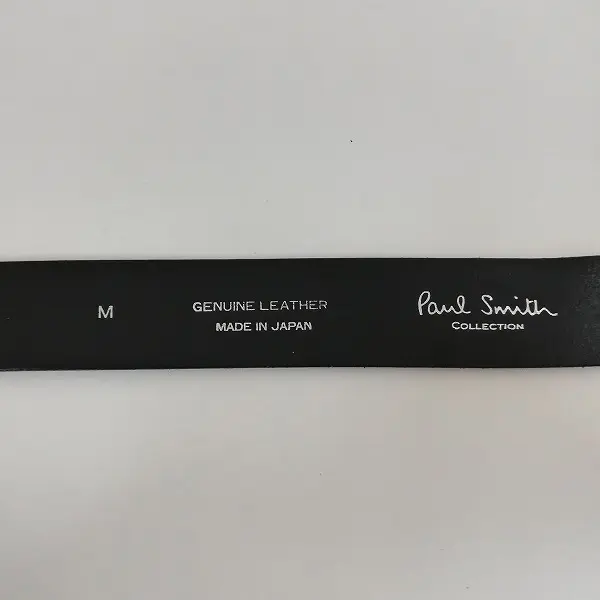 M
GENUINE LEATHER
MADE IN JAPAN
Paul Smith
COLLECTION